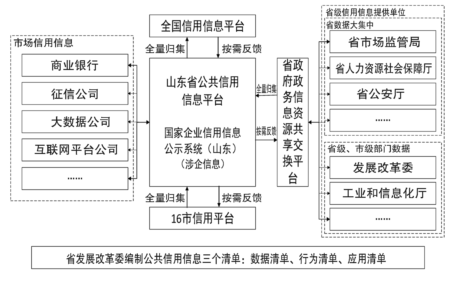 全国信用信息平台
省级信用信息提供单位
省数据大集中
市场信用信息
全量归集
按需反馈
省市场监管局
商业银行
省人力资源社会保障厅
征信公司
山东省公共信用
信息平台
全量归集
省政府政务信息资源共享交换平台
省公安厅
大数据公司
……
国家企业信用信息
公示系统（山东）
（涉企信息）
按需反馈
互联网平台公司
省级、市级部门数据
……
发展改革委
全量归集
按需反馈
工业和信息化厅
16市信用平台
……
省发展改革委编制公共信用信息三个清单：数据清单、行为清单、应用清单